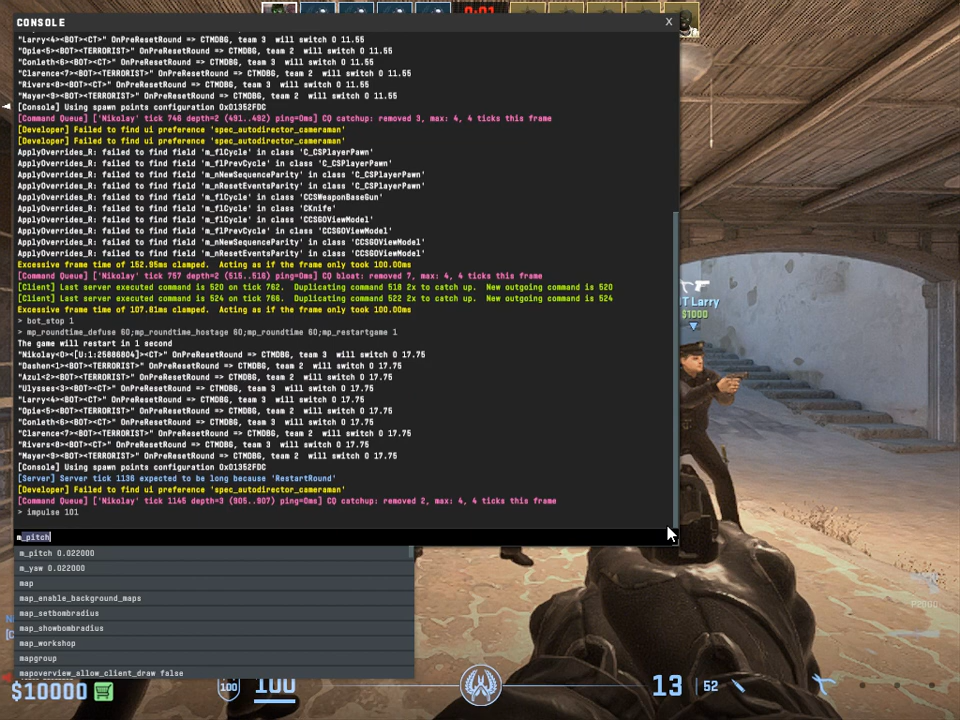 0:01
CONSOLE
X
"Larry<4><BOT><CT>" OnPreResetRound => CTMDBG, team 3  will switch 0 11.55
"Opie<5><BOT><TERRORIST>" OnPreResetRound => CTMDBG, team 2  will switch 0 11.55
"Conleth<6><BOT><CT>" OnPreResetRound => CTMDBG, team 3  will switch 0 11.55
"Clarence<7><BOT><TERRORIST>" OnPreResetRound => CTMDBG, team 2  will switch 0 11.55
"Rivers<8><BOT><CT>" OnPreResetRound => CTMDBG, team 3  will switch 0 11.55
"Mayer<9><BOT><TERRORIST>" OnPreResetRound => CTMDBG, team 2  will switch 0 11.55
[Console] Using spawn points configuration 0x01352FDC
[Command Queue] ['Nikolay' tick 746 depth=2 (491..492) ping=0ms] CQ catchup: removed 3, max: 4, 4 ticks this frame
[Developer] Failed to find ui preference 'spec_autodirector_cameraman'
[Developer] Failed to find ui preference 'spec_autodirector_cameraman'
ApplyOverrides_R: failed to find field 'm_flCycle' in class 'C_CSPlayerPawn'
ApplyOverrides_R: failed to find field 'm_flPrevCycle' in class 'C_CSPlayerPawn'
ApplyOverrides_R: failed to find field 'm_nNewSequenceParity' in class 'C_CSPlayerPawn'
ApplyOverrides_R: failed to find field 'm_nResetEventsParity' in class 'C_CSPlayerPawn'
ApplyOverrides_R: failed to find field 'm_flCycle' in class 'CCSWeaponBaseGun'
ApplyOverrides_R: failed to find field 'm_flCycle' in class 'CKnife'
ApplyOverrides_R: failed to find field 'm_flCycle' in class 'CCSGOViewModel'
ApplyOverrides_R: failed to find field 'm_flPrevCycle' in class 'CCSGOViewModel'
ApplyOverrides_R: failed to find field 'm_nNewSequenceParity' in class 'CCSGOViewModel'
ApplyOverrides_R: failed to find field 'm_nResetEventsParity' in class 'CCSGOViewModel'
Excessive frame time of 152.95ms clamped.  Acting as if the frame only took 100.00ms
[Command Queue] ['Nikolay' tick 757 depth=2 (515..516) ping=0ms] CQ bloat: removed 7, max: 4, 4 ticks this frame
[Client] Last server executed command is 520 on tick 762.  Duplicating command 518 2x to catch up.  New outgoing command is 520
[Client] Last server executed command is 524 on tick 766.  Duplicating command 522 2x to catch up.  New outgoing command is 524
Excessive frame time of 107.81ms clamped.  Acting as if the frame only took 100.00ms
> bot_stop 1
> mp_roundtime_defuse 60;mp_roundtime_hostage 60;mp_roundtime 60;mp_restartgame 1
The game will restart in 1 second
"Nikolay<0><[U:1:25886804]><CT>" OnPreResetRound => CTMDBG, team 3  will switch 0 17.75
"Dashen<1><BOT><TERRORIST>" OnPreResetRound => CTMDBG, team 2  will switch 0 17.75
"Azul<2><BOT><TERRORIST>" OnPreResetRound => CTMDBG, team 2  will switch 0 17.75
"Ulysses<3><BOT><CT>" OnPreResetRound => CTMDBG, team 3  will switch 0 17.75
"Larry<4><BOT><CT>" OnPreResetRound => CTMDBG, team 3  will switch 0 17.75
"Opie<5><BOT><TERRORIST>" OnPreResetRound => CTMDBG, team 2  will switch 0 17.75
"Conleth<6><BOT><CT>" OnPreResetRound => CTMDBG, team 3  will switch 0 17.75
"Clarence<7><BOT><TERRORIST>" OnPreResetRound => CTMDBG, team 2  will switch 0 17.75
"Rivers<8><BOT><CT>" OnPreResetRound => CTMDBG, team 3  will switch 0 17.75
"Mayer<9><BOT><TERRORIST>" OnPreResetRound => CTMDBG, team 2  will switch 0 17.75
[Console] Using spawn points configuration 0x01352FDC
[Server] Server tick 1136 expected to be long because 'RestartRound'
[Developer] Failed to find ui preference 'spec_autodirector_cameraman'
[Command Queue] ['Nikolay' tick 1145 depth=3 (905..907) ping=0ms] CQ catchup: removed 2, max: 4, 4 ticks this frame
> impulse 101
m_pitch
m_pitch 0.022000
m_yaw 0.022000
map
map_enable_background_maps
map_setbombradius
map_showbombradius
map_workshop
mapgroup
mapoverview_allow_client_draw false
T Larry
$1000
P2000
$10000
100
100
13
| 52